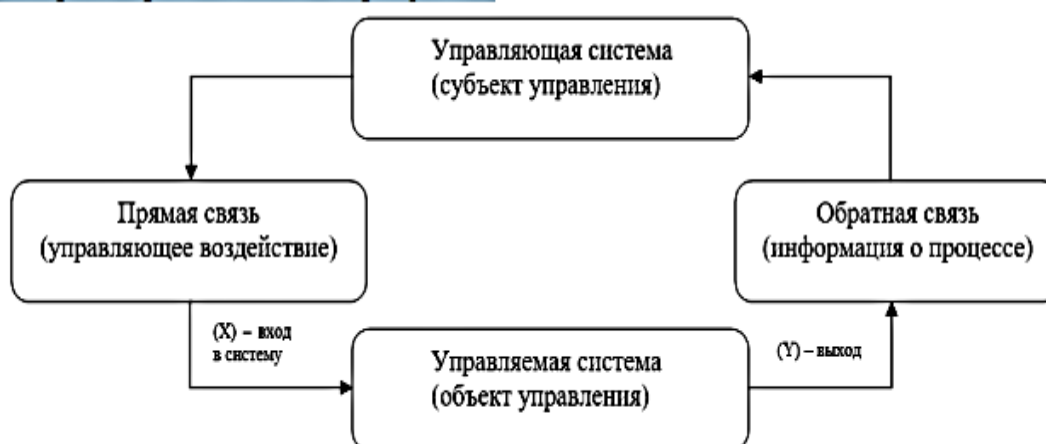 Управляющая система
(субъект управления)
Прямая связь
(управляющее воздействие)
Обратная связь
(информация о процессе)
(X) – вход
в систему
Управляемая система
(объект управления)
(Y) – выход